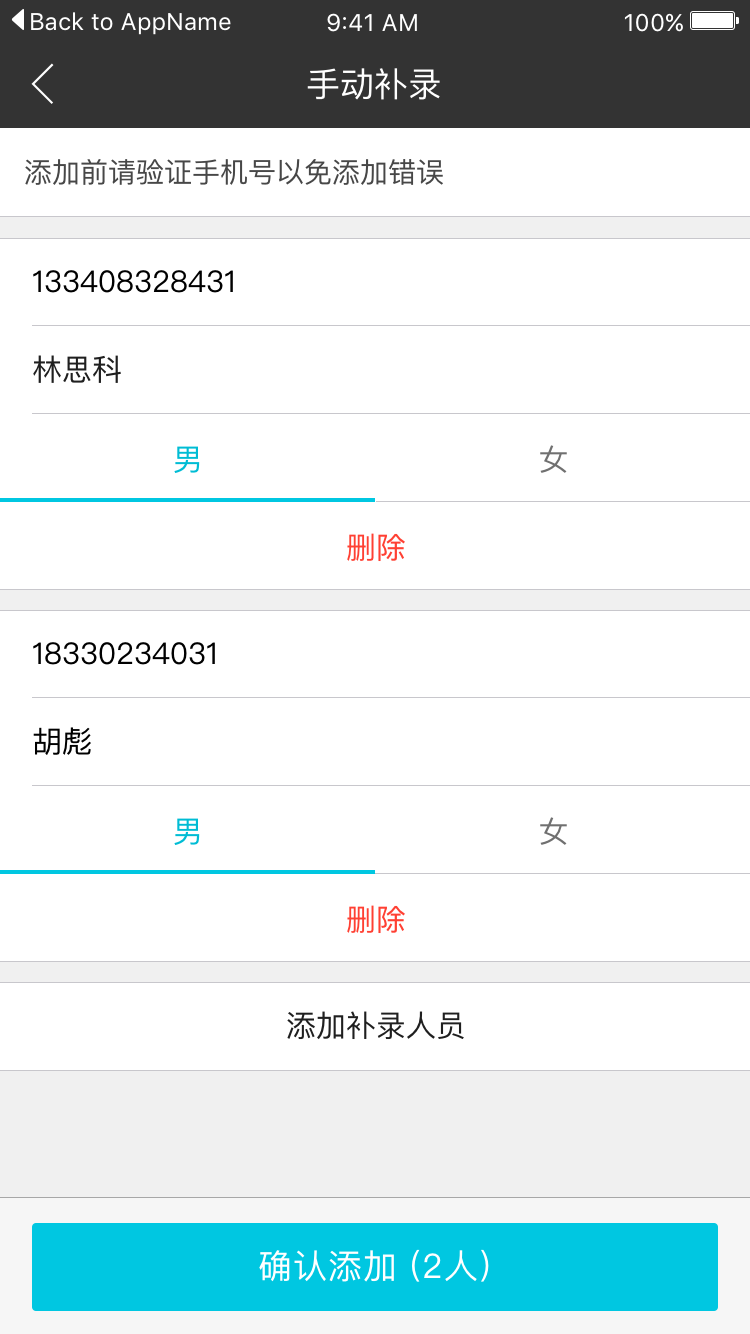 Back to AppName 9:41 AM 100%
手动补录
添加前请验证手机号以免添加错误
133408328431
林思科
男 女
删除
18330234031
胡彪
男 女
删除
添加补录人员
确认添加 (2人)